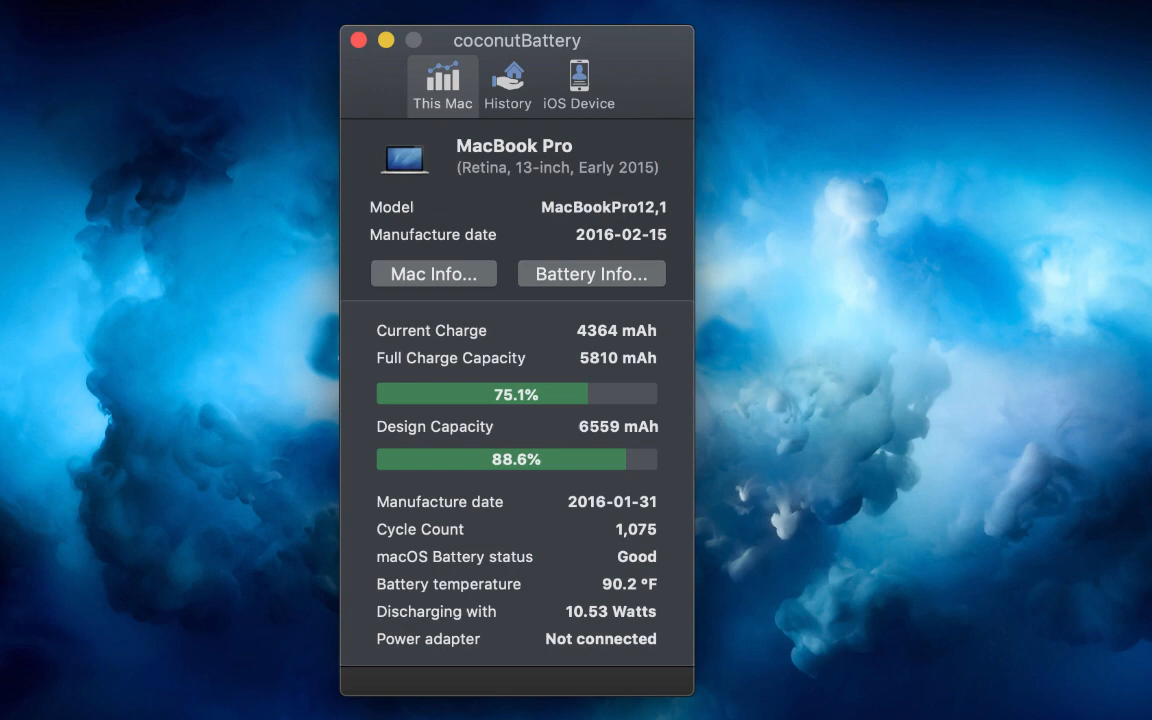 coconutBattery
This Mac History iOS Device
MacBook Pro
(Retina, 13-inch, Early 2015)
Model MacBookPro12,1
Manufacture date 2016-02-15
Mac Info... Battery Info...
Current Charge 4364 mAh
Full Charge Capacity 5810 mAh
75.1%
Design Capacity 6559 mAh
88.6%
Manufacture date 2016-01-31
Cycle Count 1,075
macOS Battery status Good
Battery temperature 90.2 °F
Discharging with 10.53 Watts
Power adapter Not connected